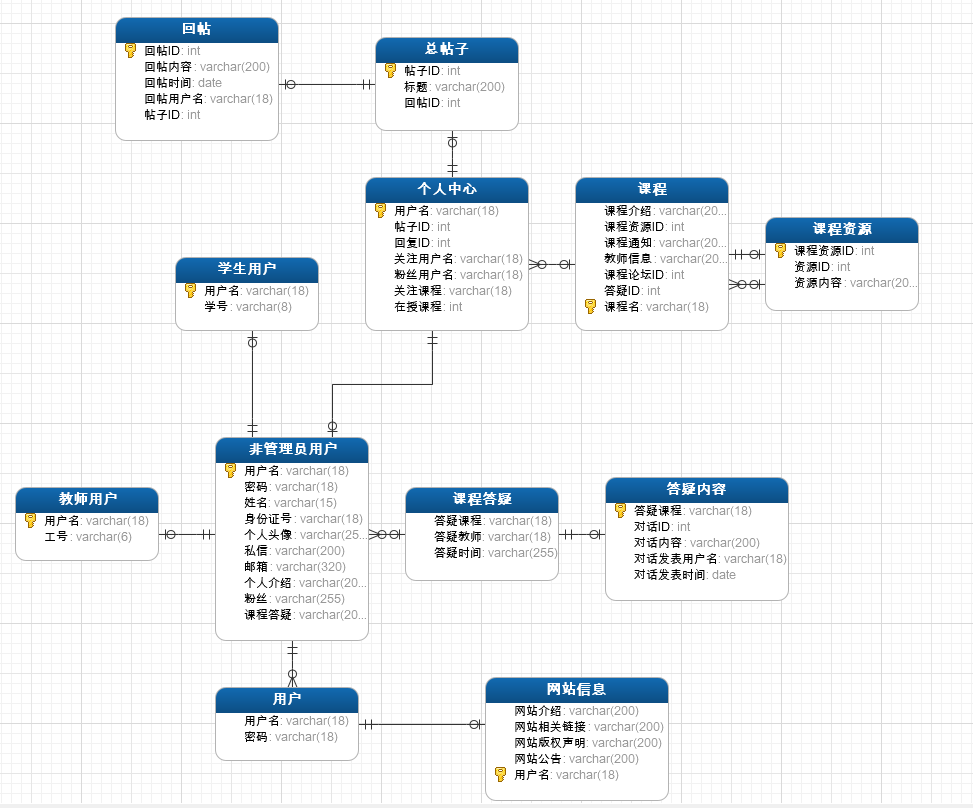 回帖
回帖ID: int
回帖内容: varchar(200)
回帖时间: date
回帖用户名: varchar(18)
帖子ID: int
总帖子
帖子ID: int
标题: varchar(200)
回帖ID: int
个人中心
用户名: varchar(18)
帖子ID: int
回复ID: int
关注用户名: varchar(18)
粉丝用户名: varchar(18)
关注课程: varchar(18)
在授课程: int
课程
课程介绍: varchar(20...
课程资源ID: int
课程通知: varchar(20...
教师信息: varchar(20...
课程论坛ID: int
答疑ID: int
课程名: varchar(18)
课程资源
课程资源ID: int
资源ID: int
资源内容: varchar(20...
学生用户
用户名: varchar(18)
学号: varchar(8)
非管理员用户
用户名: varchar(18)
密码: varchar(18)
姓名: varchar(15)
身份证号: varchar(18)
个人头像: varchar(25...
私信: varchar(200)
邮箱: varchar(320)
个人介绍: varchar(20...
粉丝: varchar(255)
课程答疑: varchar(20...
教师用户
用户名: varchar(18)
工号: varchar(6)
课程答疑
答疑课程: varchar(18)
答疑教师: varchar(18)
答疑时间: varchar(255)
答疑内容
答疑课程: varchar(18)
对话ID: int
对话内容: varchar(200)
对话发表用户名: varchar(18)
对话发表时间: date
用户
用户名: varchar(18)
密码: varchar(18)
网站信息
网站介绍: varchar(200)
网站相关链接: varchar(200)
网站版权声明: varchar(200)
网站公告: varchar(200)
用户名: varchar(18)